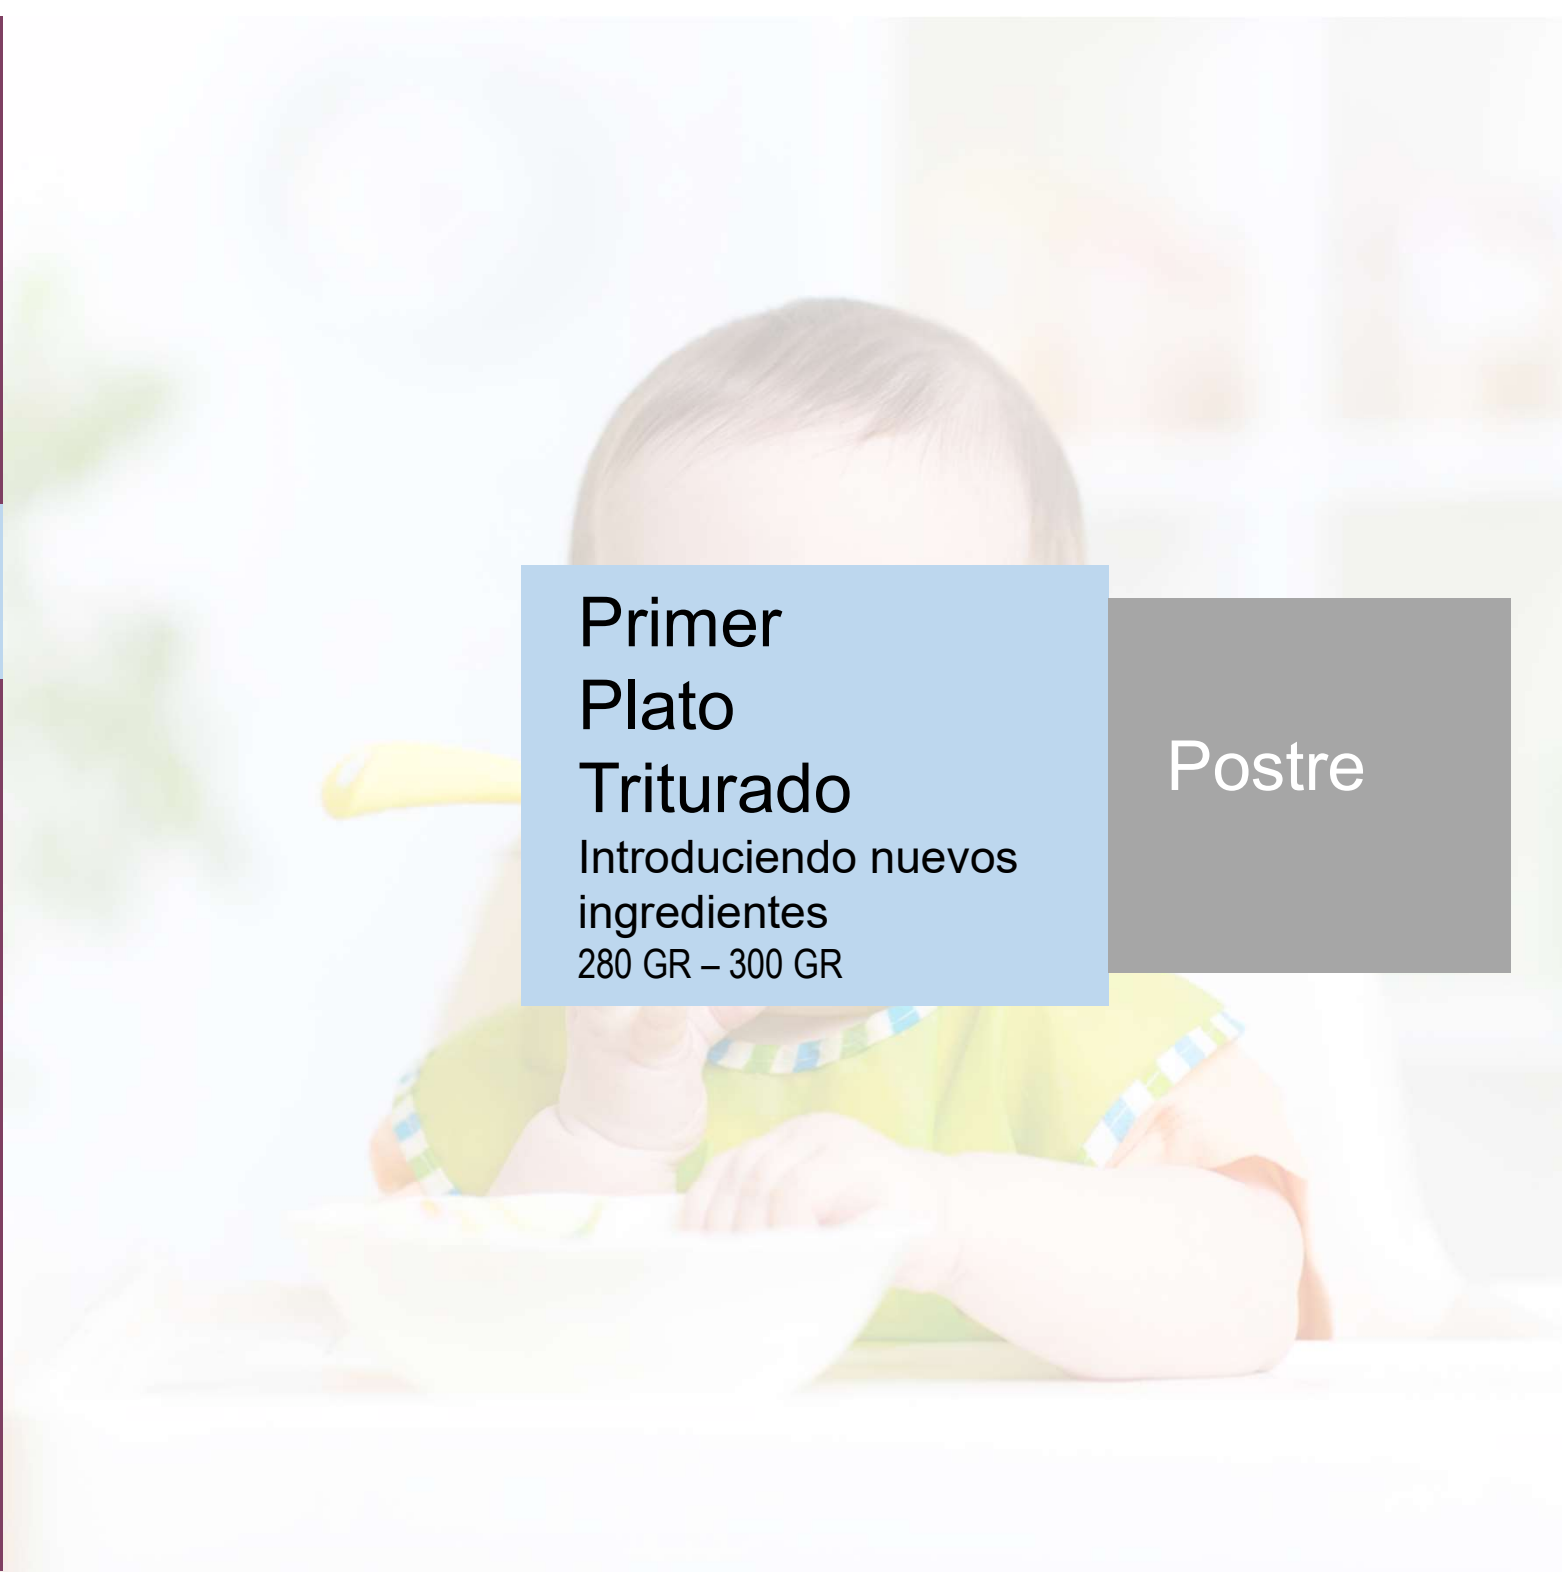 Primer
Plato
Triturado
Introduciendo nuevos
ingredientes
280 GR – 300 GR
Postre